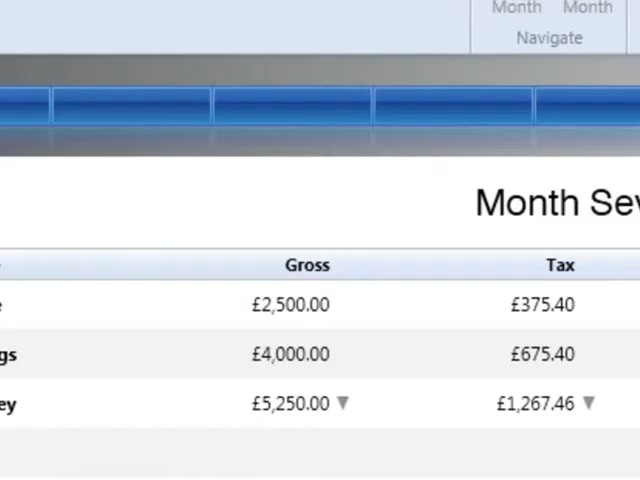 Month Month
Navigate
Month
Gross Tax
£2,500.00 £375.40
gs £4,000.00 £675.40
ey £5,250.00 £1,267.46